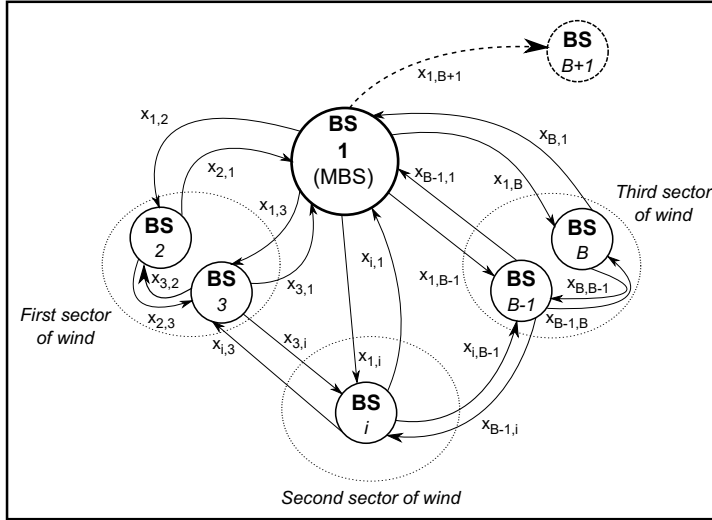 BS
B+1
x1,B+1
BS
1
(MBS)
x1,2
x2,1
xB,1
x1,B
xB-1,1
Third sector
of wind
x1,3
BS
2
BS
B
BS
3
x3,2
x3,1
x2,3
xi,1
x1,B-1
BS
B-1
xB,B-1
xB-1,B
First sector
of wind
xi,3
x3,i
x1,i
xi,B-1
BS
i
xB-1,i
Second sector of wind